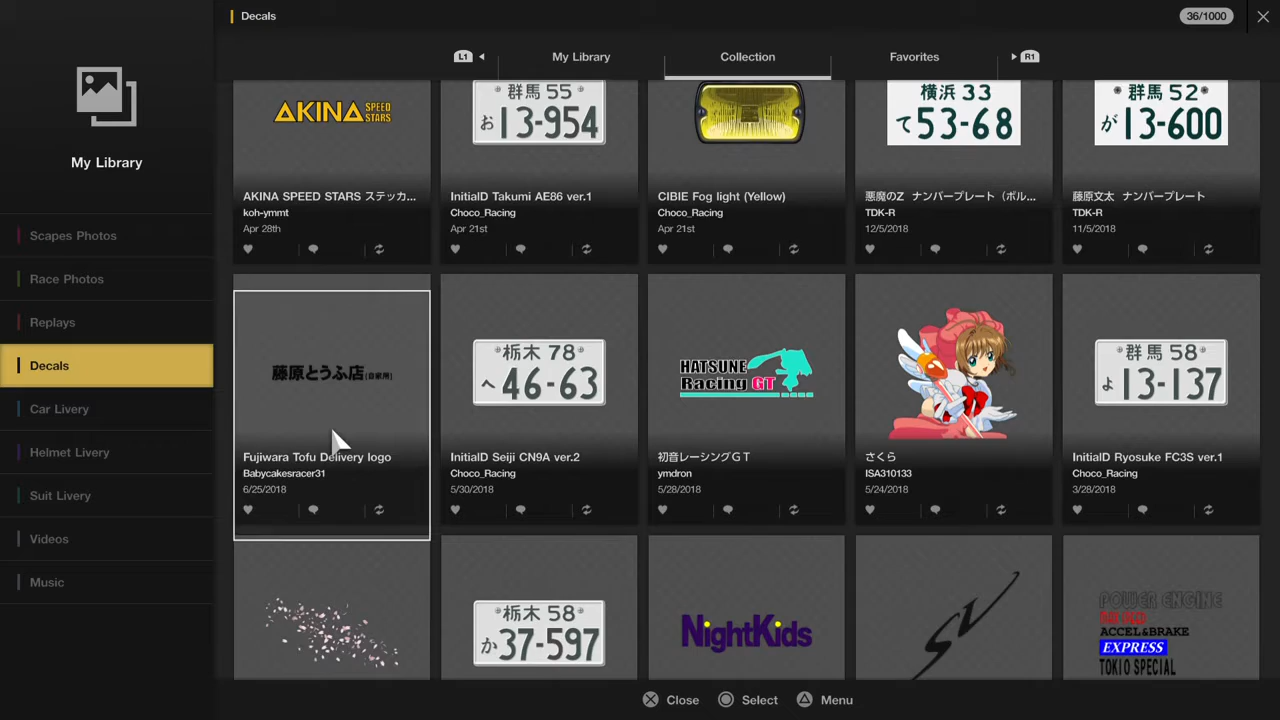 Decals
36/1000
L1
My Library
Collection
Favorites
R1
My Library
Scapes Photos
Race Photos
Replays
Decals
Car Livery
Helmet Livery
Suit Livery
Videos
Music
AKINA SPEED STARS
AKINA SPEED STARS ステッカ...
koh-ymmt
Apr 28th
群馬 55
お 13-954
InitialD Takumi AE86 ver.1
Choco_Racing
Apr 21st
CIBIE Fog light (Yellow)
Choco_Racing
Apr 21st
横浜 33
て 53-68
悪魔のZ ナンバープレート（ボル...
TDK-R
12/5/2018
群馬 52
が 13-600
藤原文太 ナンバープレート
TDK-R
11/5/2018
藤原とうふ店[自家用]
Fujiwara Tofu Delivery logo
Babycakesracer31
6/25/2018
栃木 78
へ 46-63
InitialD Seiji CN9A ver.2
Choco_Racing
5/30/2018
HATSUNE
Racing GT
初音レーシングＧＴ
ymdron
5/28/2018
さくら
ISA310133
5/24/2018
群馬 58
よ 13-137
InitialD Ryosuke FC3S ver.1
Choco_Racing
3/28/2018
栃木 58
か 37-597
NightKids
SV
POWER ENGINE
ACCEL&BRAKE
EXPRESS
TOKIO SPECIAL
Close
Select
Menu